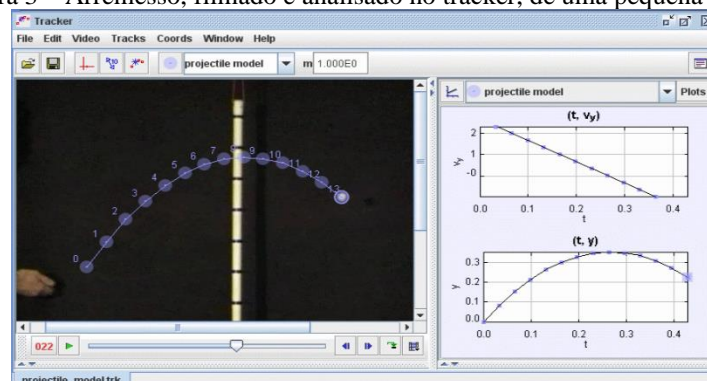 ra 3 – Arremesso, filmado e analisado no tracker, de uma pequena
Tracker
File Edit Video Tracks Coords Window Help
projectile model m 1.000E0
0
1
2
3
4
5
6
7
9
10
11
12
13
022
projectile model Plots
(t, vy)
vy
2
1
-0
0.0 0.1 0.2 0.3 0.4
t
(t, y)
y
0.3
0.2
0.1
0.0
0.0 0.1 0.2 0.3 0.4
t
projectile_model.trk